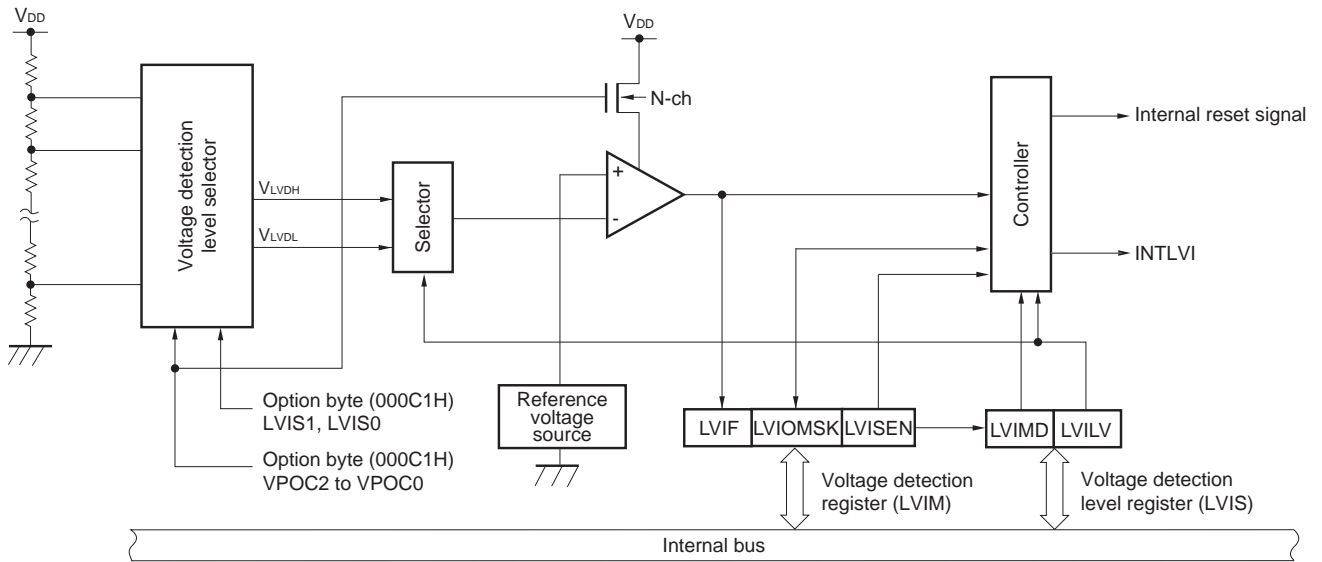 VDD
VDD
N-ch
Voltage detection
level selector
VLVDH
VLVDL
Selector
+
-
Controller
Internal reset signal
INTLVI
Option byte (000C1H)
LVIS1, LVIS0
Option byte (000C1H)
VPOC2 to VPOC0
Reference
voltage
source
LVIF
LVIOMSK
LVISEN
LVIMD
LVILV
Voltage detection
register (LVIM)
Voltage detection
level register (LVIS)
Internal bus